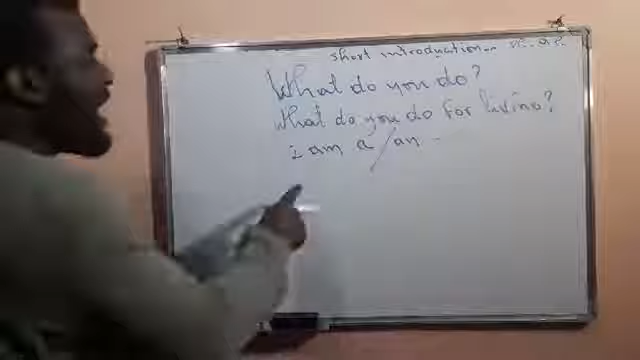 short introduction..
What do you do?
What do you do for living?
I am a / an -